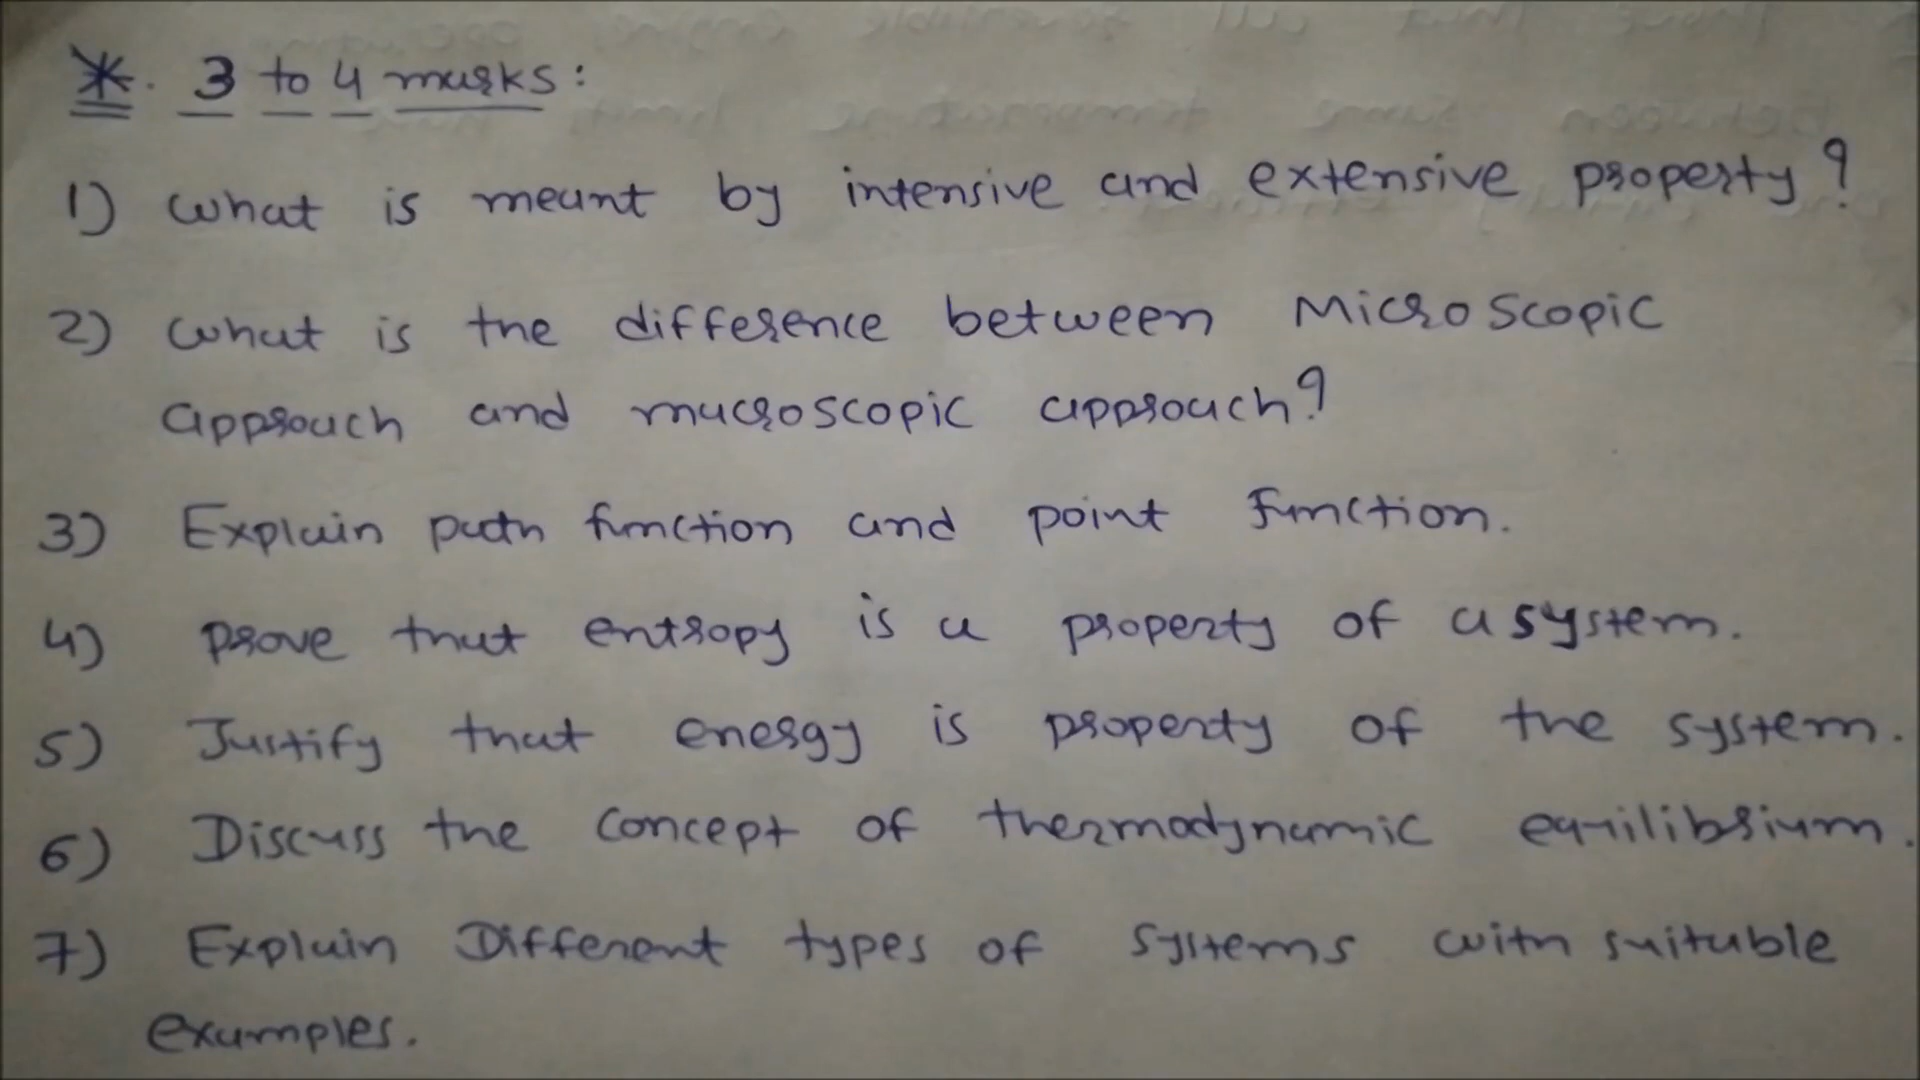 *. 3 to 4 marks:
1) What is meant by intensive and extensive property?
2) What is the difference between Microscopic
approach and macroscopic approach?
3) Explain path function and point function.
4) Prove that entropy is a property of a system.
5) Justify that energy is property of the system.
6) Discuss the concept of thermodynamic equilibrium.
7) Explain Different types of systems with suitable
examples.